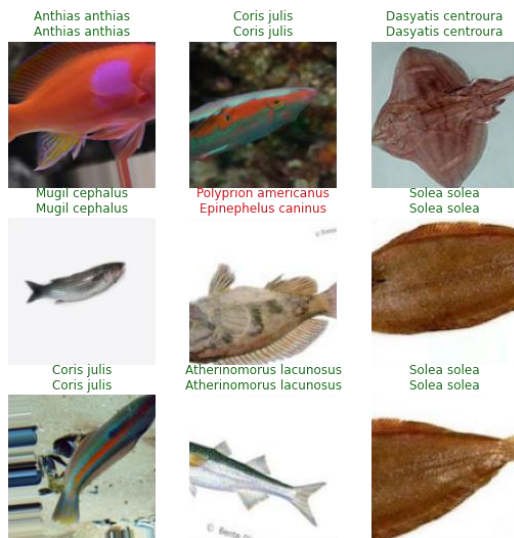 Anthias anthias
Anthias anthias
Coris julis
Coris julis
Dasyatis centroura
Dasyatis centroura
Mugil cephalus
Mugil cephalus
Polyprion americanus
Epinephelus caninus
Solea solea
Solea solea
Coris julis
Coris julis
Atherinomorus lacunosus
Atherinomorus lacunosus
Solea solea
Solea solea